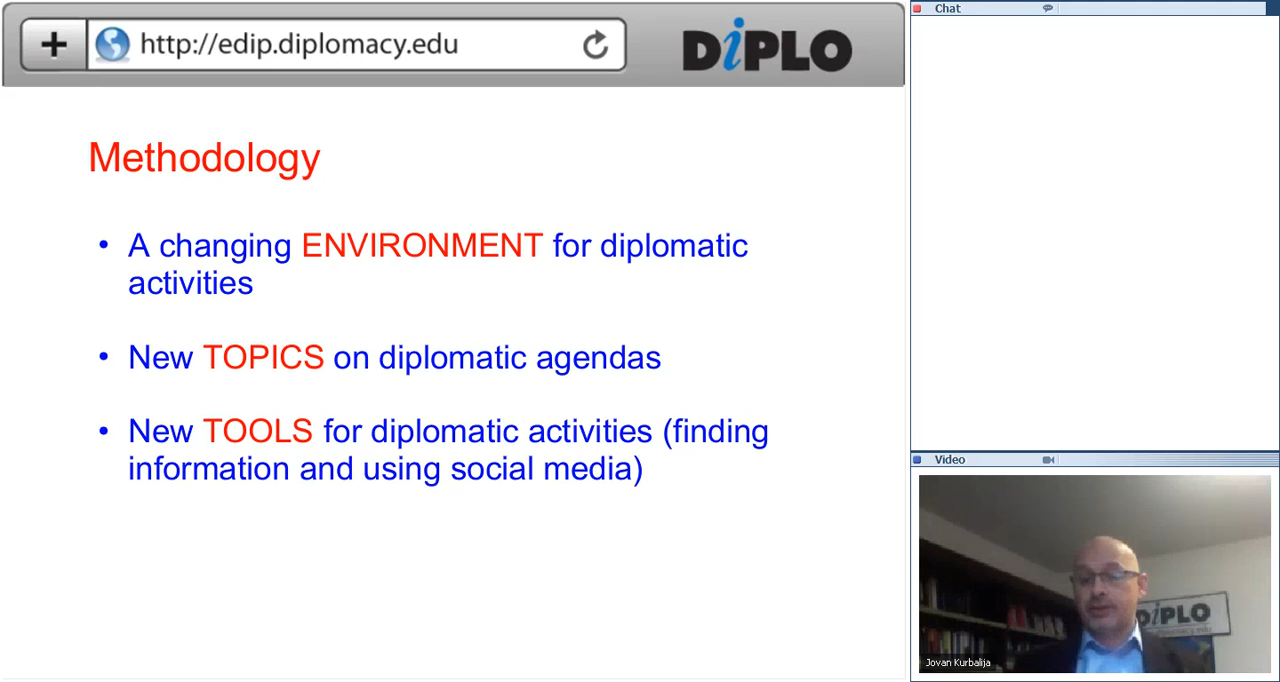 http://edip.diplomacy.edu
DiPLO
Chat
Methodology
• A changing ENVIRONMENT for diplomatic
activities
• New TOPICS on diplomatic agendas
• New TOOLS for diplomatic activities (finding
information and using social media)
Video
DiPLO
Jovan Kurbalija